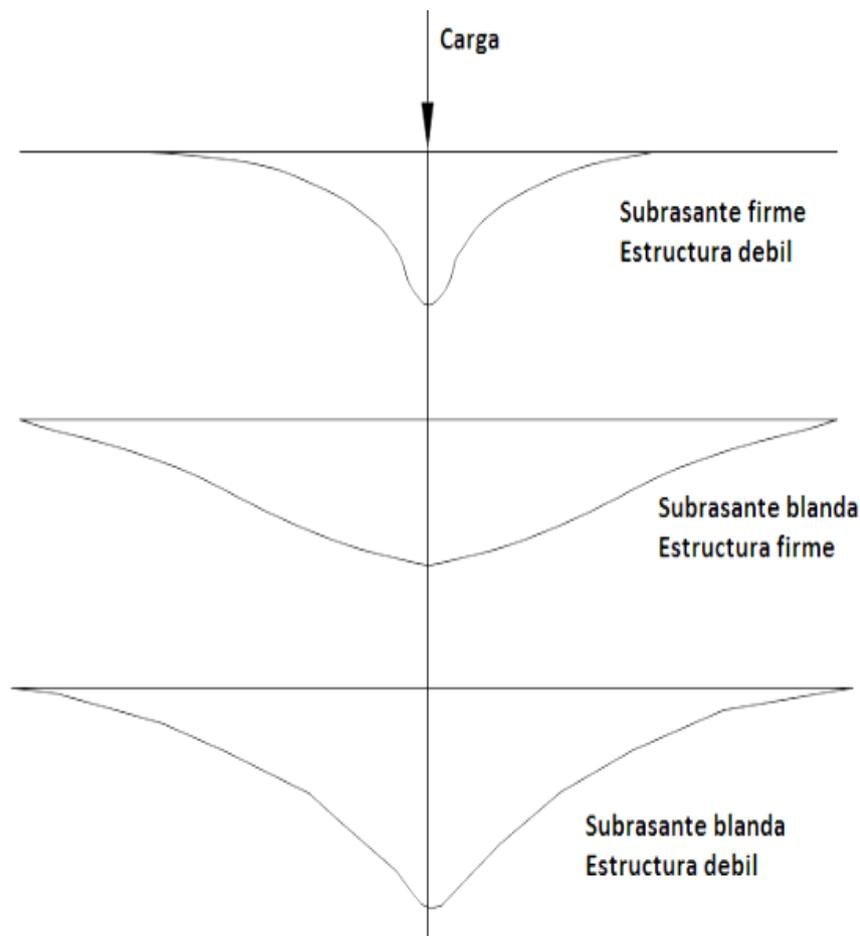 Carga
Subrasante firme
Estructura debil
Subrasante blanda
Estructura firme
Subrasante blanda
Estructura debil